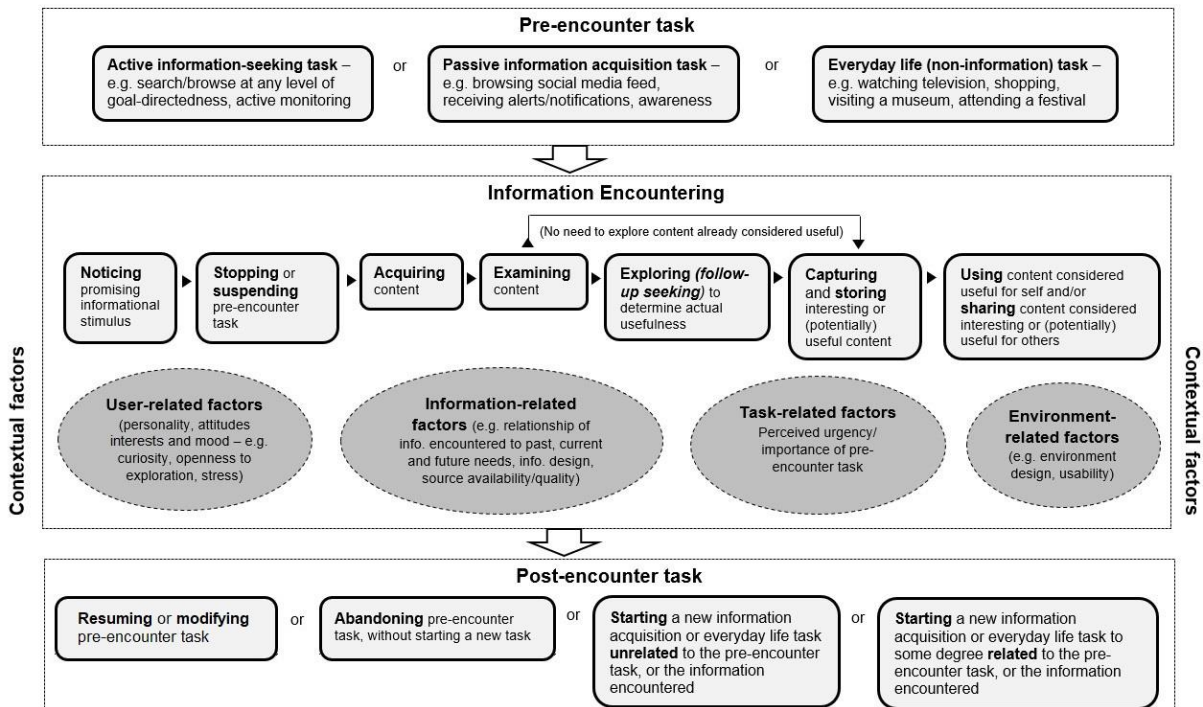 Pre-encounter task
Active information-seeking task –
e.g. search/browse at any level of
goal-directedness, active monitoring
or
Passive information acquisition task –
e.g. browsing social media feed,
receiving alerts/notifications, awareness
or
Everyday life (non-information) task –
e.g. watching television, shopping,
visiting a museum, attending a festival
Information Encountering
(No need to explore content already considered useful)
Noticing
promising
informational
stimulus
Stopping or
suspending
pre-encounter
task
Acquiring
content
Examining
content
Exploring (follow-
up seeking) to
determine actual
usefulness
Capturing
and storing
interesting or
(potentially)
useful content
Using content considered
useful for self and/or
sharing content considered
interesting or (potentially)
useful for others
Contextual factors
User-related factors
(personality, attitudes
interests and mood – e.g.
curiosity, openness to
exploration, stress)
Information-related
factors (e.g. relationship of
info. encountered to past, current
and future needs, info. design,
source availability/quality)
Task-related factors
Perceived urgency/
importance of pre-
encounter task
Environment-
related factors
(e.g. environment
design, usability)
Contextual factors
Post-encounter task
Resuming or modifying
pre-encounter task
or
Abandoning pre-encounter
task, without starting a new task
or
Starting a new information
acquisition or everyday life task
unrelated to the pre-encounter
task, or the information
encountered
or
Starting a new information
acquisition or everyday life task to
some degree related to the pre-
encounter task, or the information
encountered